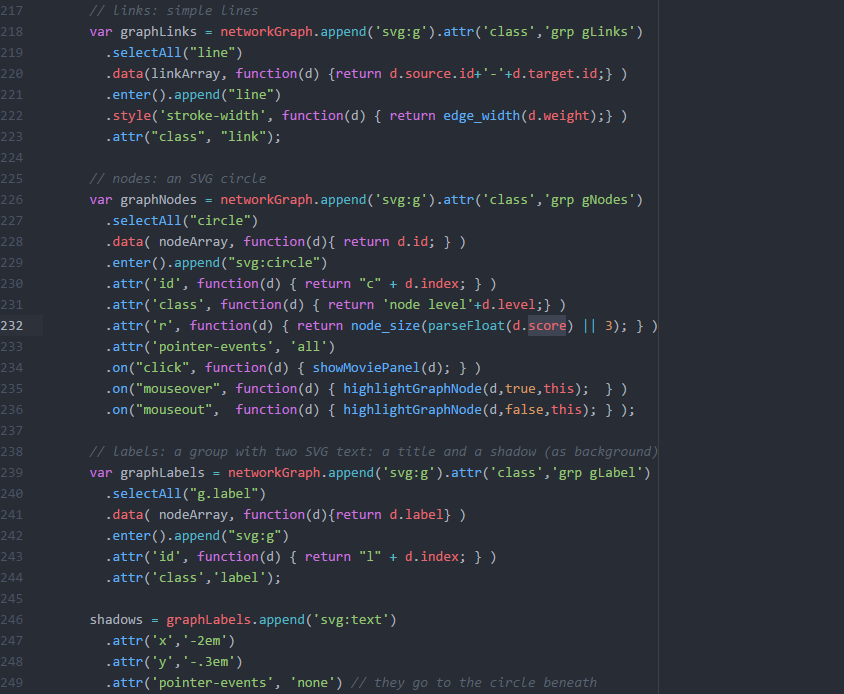 217 // links: simple lines
218 var graphLinks = networkGraph.append('svg:g').attr('class','grp gLinks')
219 .selectAll("line")
220 .data(linkArray, function(d) {return d.source.id+'-'+d.target.id;} )
221 .enter().append("line")
222 .style('stroke-width', function(d) { return edge_width(d.weight);} )
223 .attr("class", "link");
224
225 // nodes: an SVG circle
226 var graphNodes = networkGraph.append('svg:g').attr('class','grp gNodes')
227 .selectAll("circle")
228 .data( nodeArray, function(d){ return d.id; } )
229 .enter().append("svg:circle")
230 .attr('id', function(d) { return "c" + d.index; } )
231 .attr('class', function(d) { return 'node level'+d.level;} )
232 .attr('r', function(d) { return node_size(parseFloat(d.score) || 3); } )
233 .attr('pointer-events', 'all')
234 .on("click", function(d) { showMoviePanel(d); } )
235 .on("mouseover", function(d) { highlightGraphNode(d,true,this);  } )
236 .on("mouseout",  function(d) { highlightGraphNode(d,false,this); } );
237
238 // labels: a group with two SVG text: a title and a shadow (as background)
239 var graphLabels = networkGraph.append('svg:g').attr('class','grp gLabel')
240 .selectAll("g.label")
241 .data( nodeArray, function(d){return d.label} )
242 .enter().append("svg:g")
243 .attr('id', function(d) { return "l" + d.index; } )
244 .attr('class','label');
245
246 shadows = graphLabels.append('svg:text')
247 .attr('x','-2em')
248 .attr('y','-.3em')
249 .attr('pointer-events', 'none') // they go to the circle beneath